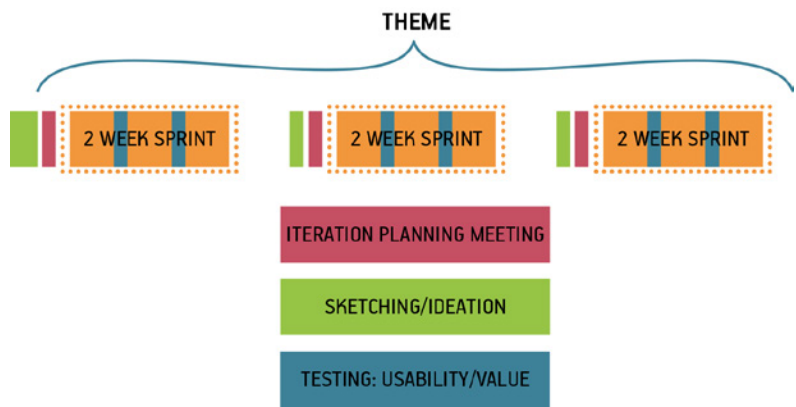 THEME
2 WEEK SPRINT
2 WEEK SPRINT
2 WEEK SPRINT
ITERATION PLANNING MEETING
SKETCHING/IDEATION
TESTING: USABILITY/VALUE